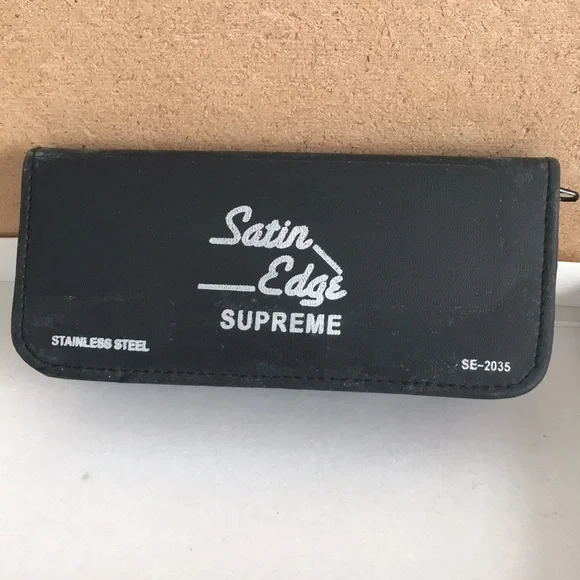 Satin
Edge
SUPREME
STAINLESS STEEL
SE-2035